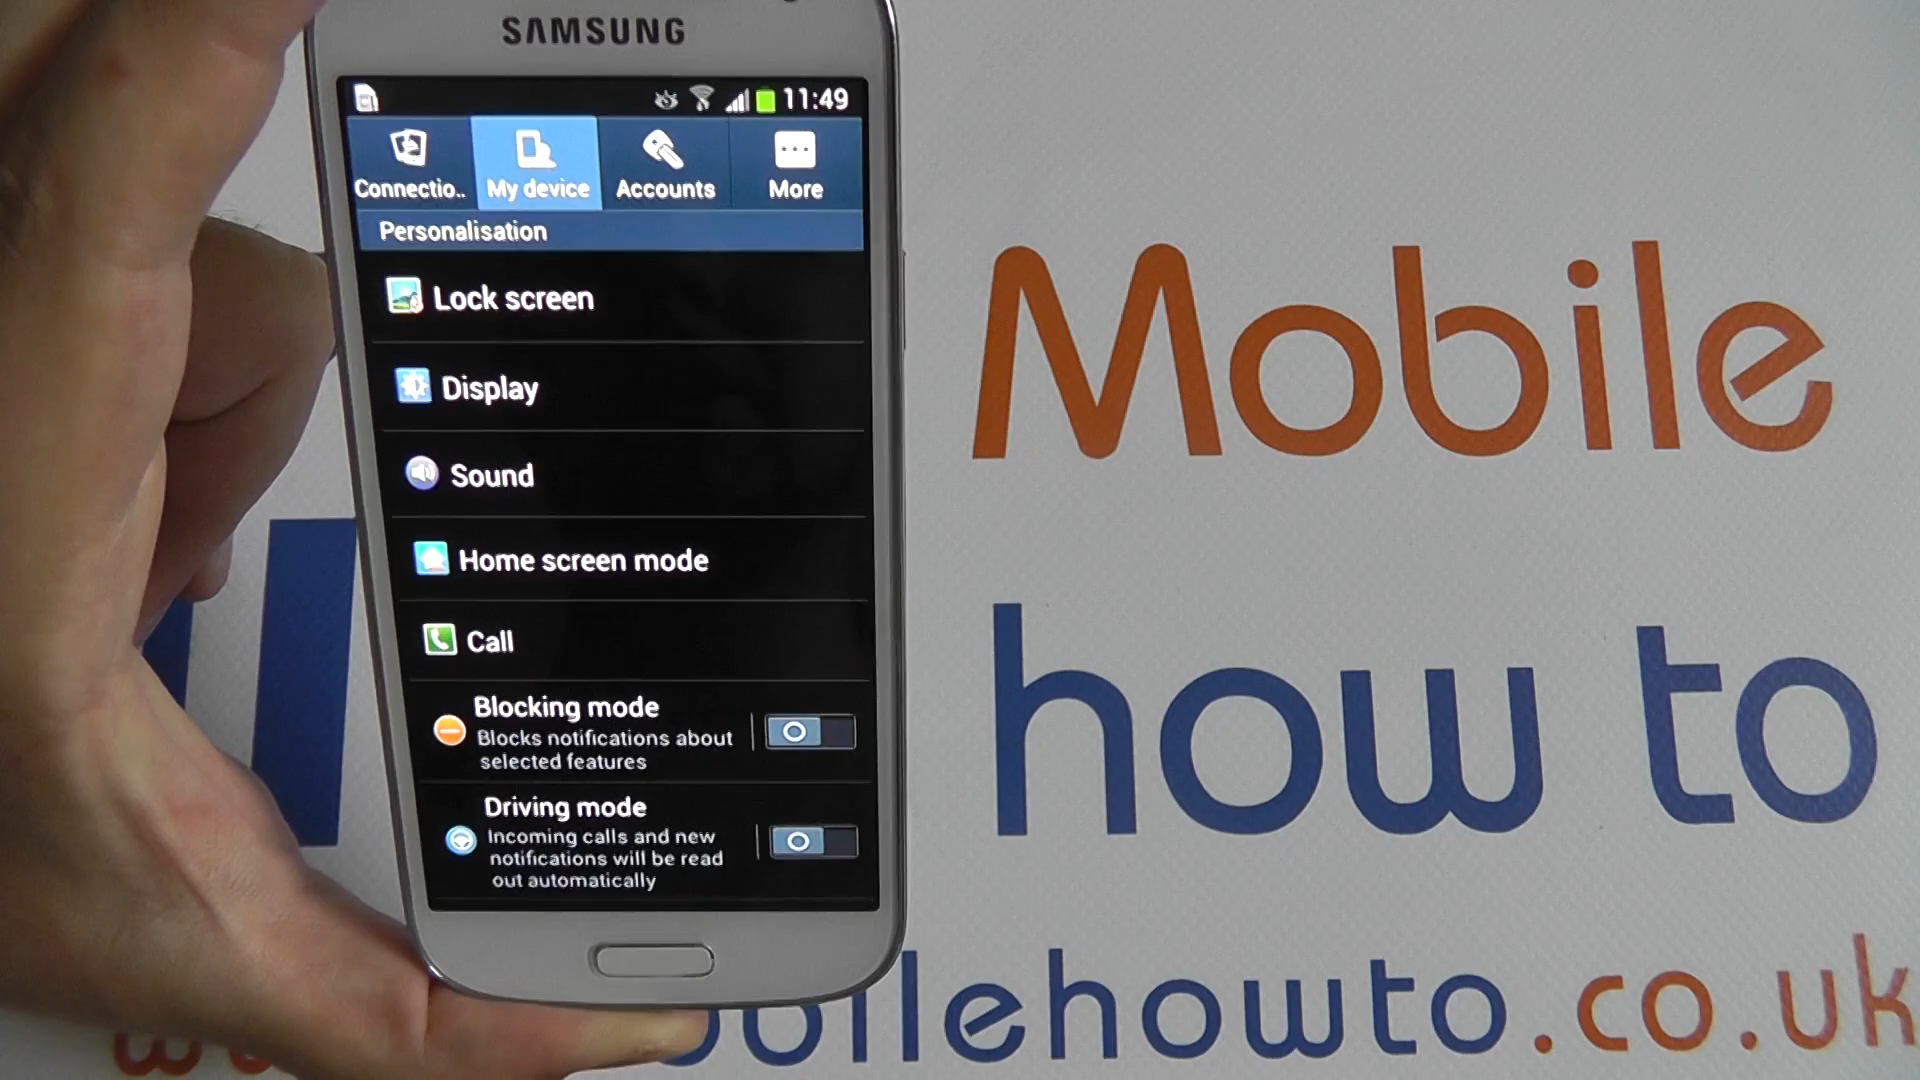 SAMSUNG
11:49
Connectio..
My device
Accounts
More
Personalisation
Lock screen
Display
Sound
Home screen mode
Call
Blocking mode
Blocks notifications about
selected features
Driving mode
Incoming calls and new
notifications will be read
out automatically
Mobile
how to
obilehowto.co.uk